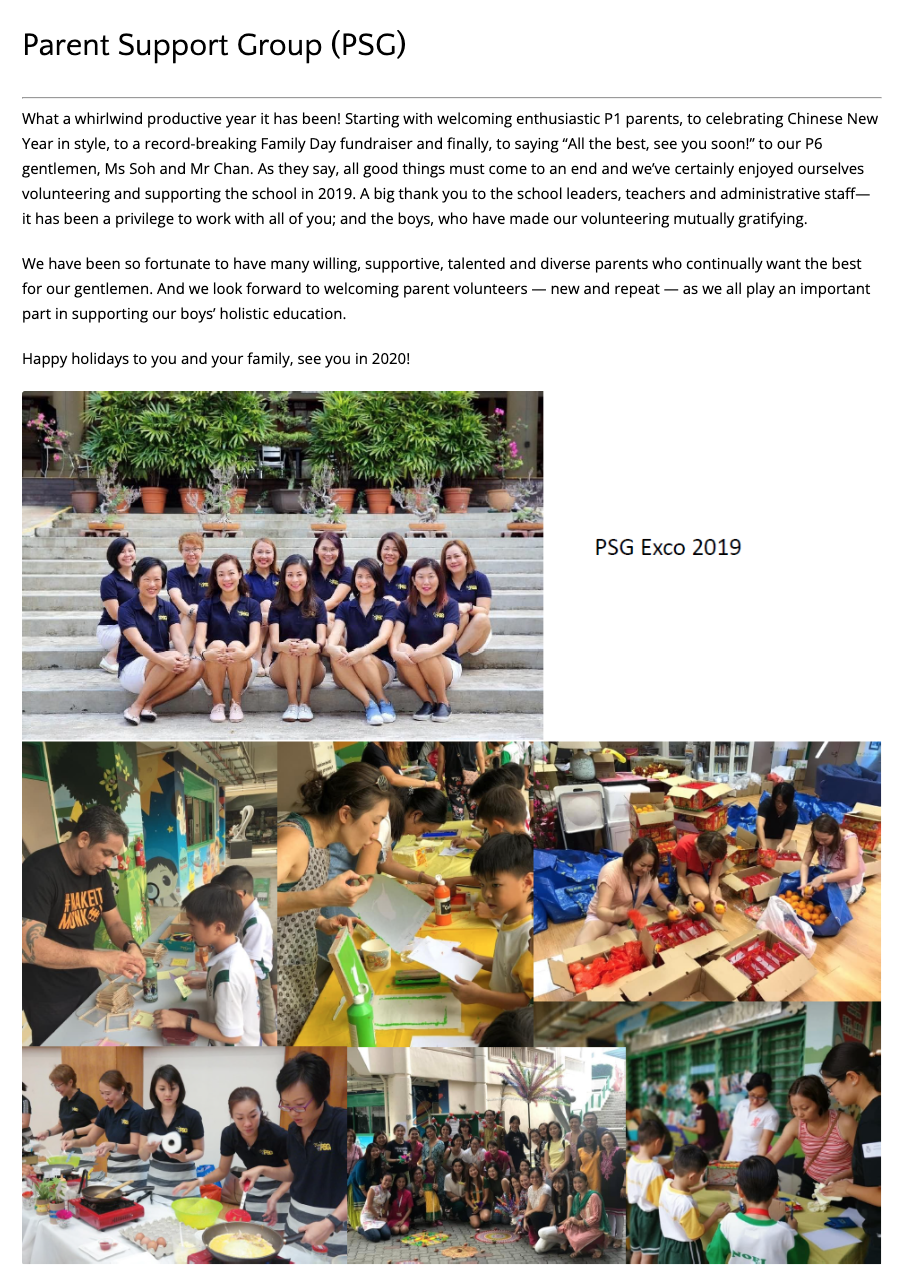 Parent Support Group (PSG)
What a whirlwind productive year it has been! Starting with welcoming enthusiastic P1 parents, to celebrating Chinese New
Year in style, to a record-breaking Family Day fundraiser and finally, to saying “All the best, see you soon!” to our P6
gentlemen, Ms Soh and Mr Chan. As they say, all good things must come to an end and we’ve certainly enjoyed ourselves
volunteering and supporting the school in 2019. A big thank you to the school leaders, teachers and administrative staff—
it has been a privilege to work with all of you; and the boys, who have made our volunteering mutually gratifying.
We have been so fortunate to have many willing, supportive, talented and diverse parents who continually want the best
for our gentlemen. And we look forward to welcoming parent volunteers — new and repeat — as we all play an important
part in supporting our boys’ holistic education.
Happy holidays to you and your family, see you in 2020!
PSG Exco 2019
#MAKEIT